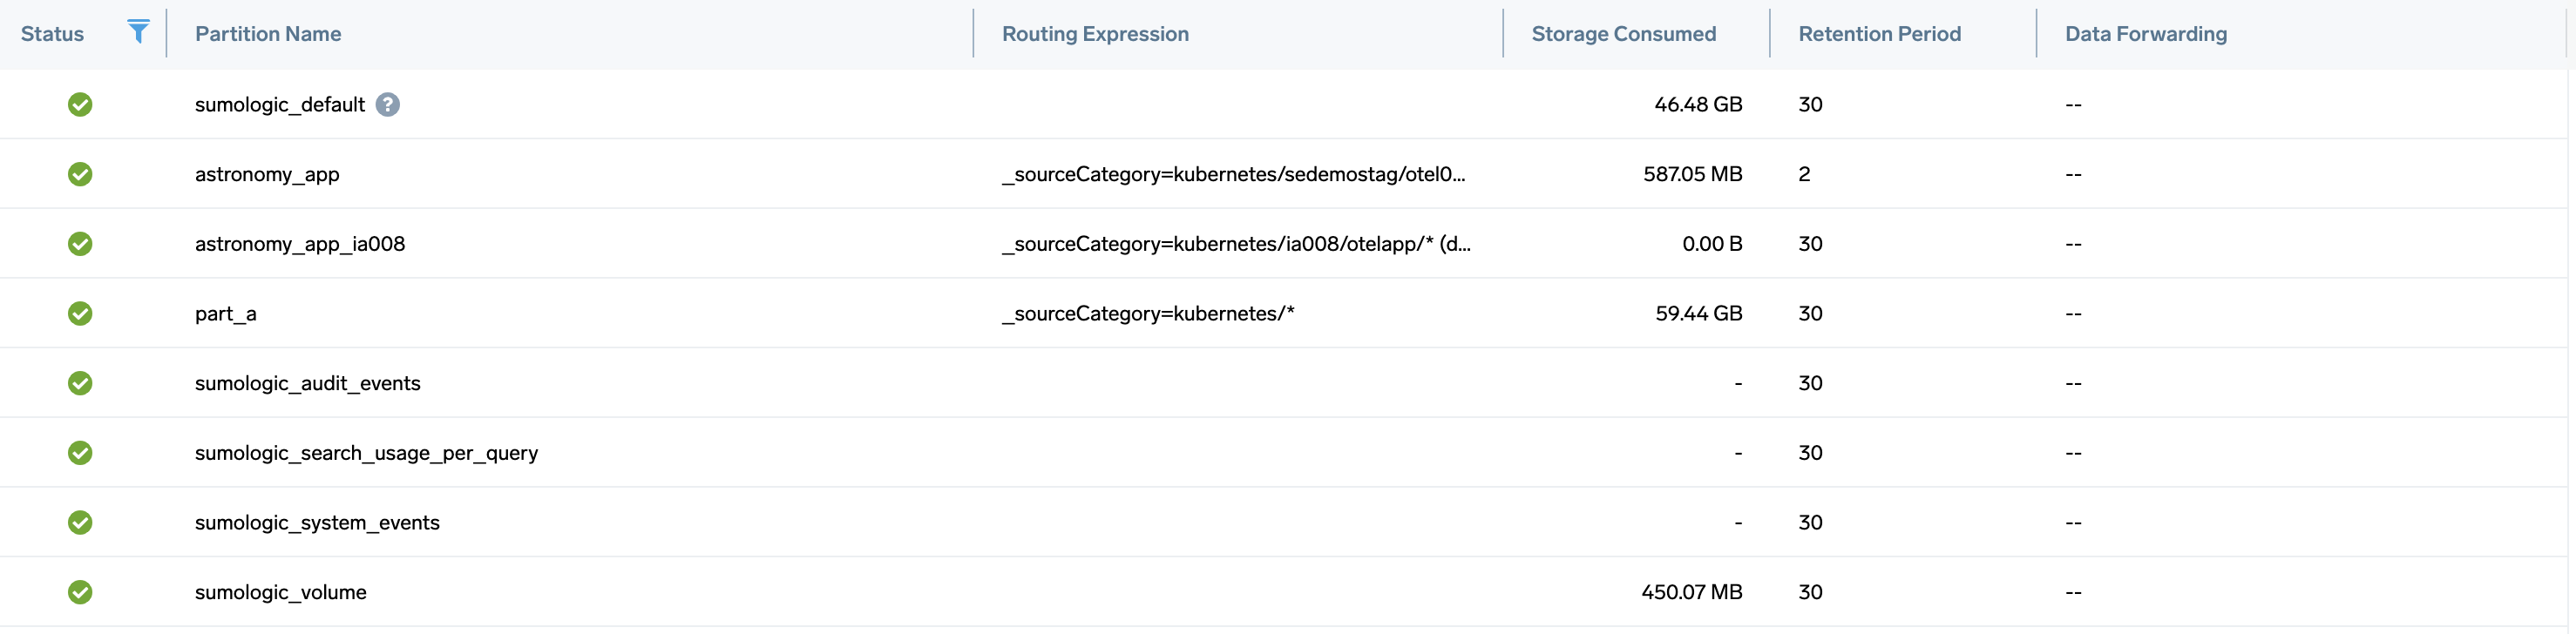 Status Partition Name Routing Expression Storage Consumed Retention Period Data Forwarding
sumologic_default ? 46.48 GB 30 --
astronomy_app _sourceCategory=kubernetes/sedemostag/otel0... 587.05 MB 2 --
astronomy_app_ia008 _sourceCategory=kubernetes/ia008/otelapp/* (d... 0.00 B 30 --
part_a _sourceCategory=kubernetes/* 59.44 GB 30 --
sumologic_audit_events - 30 --
sumologic_search_usage_per_query - 30 --
sumologic_system_events - 30 --
sumologic_volume 450.07 MB 30 --